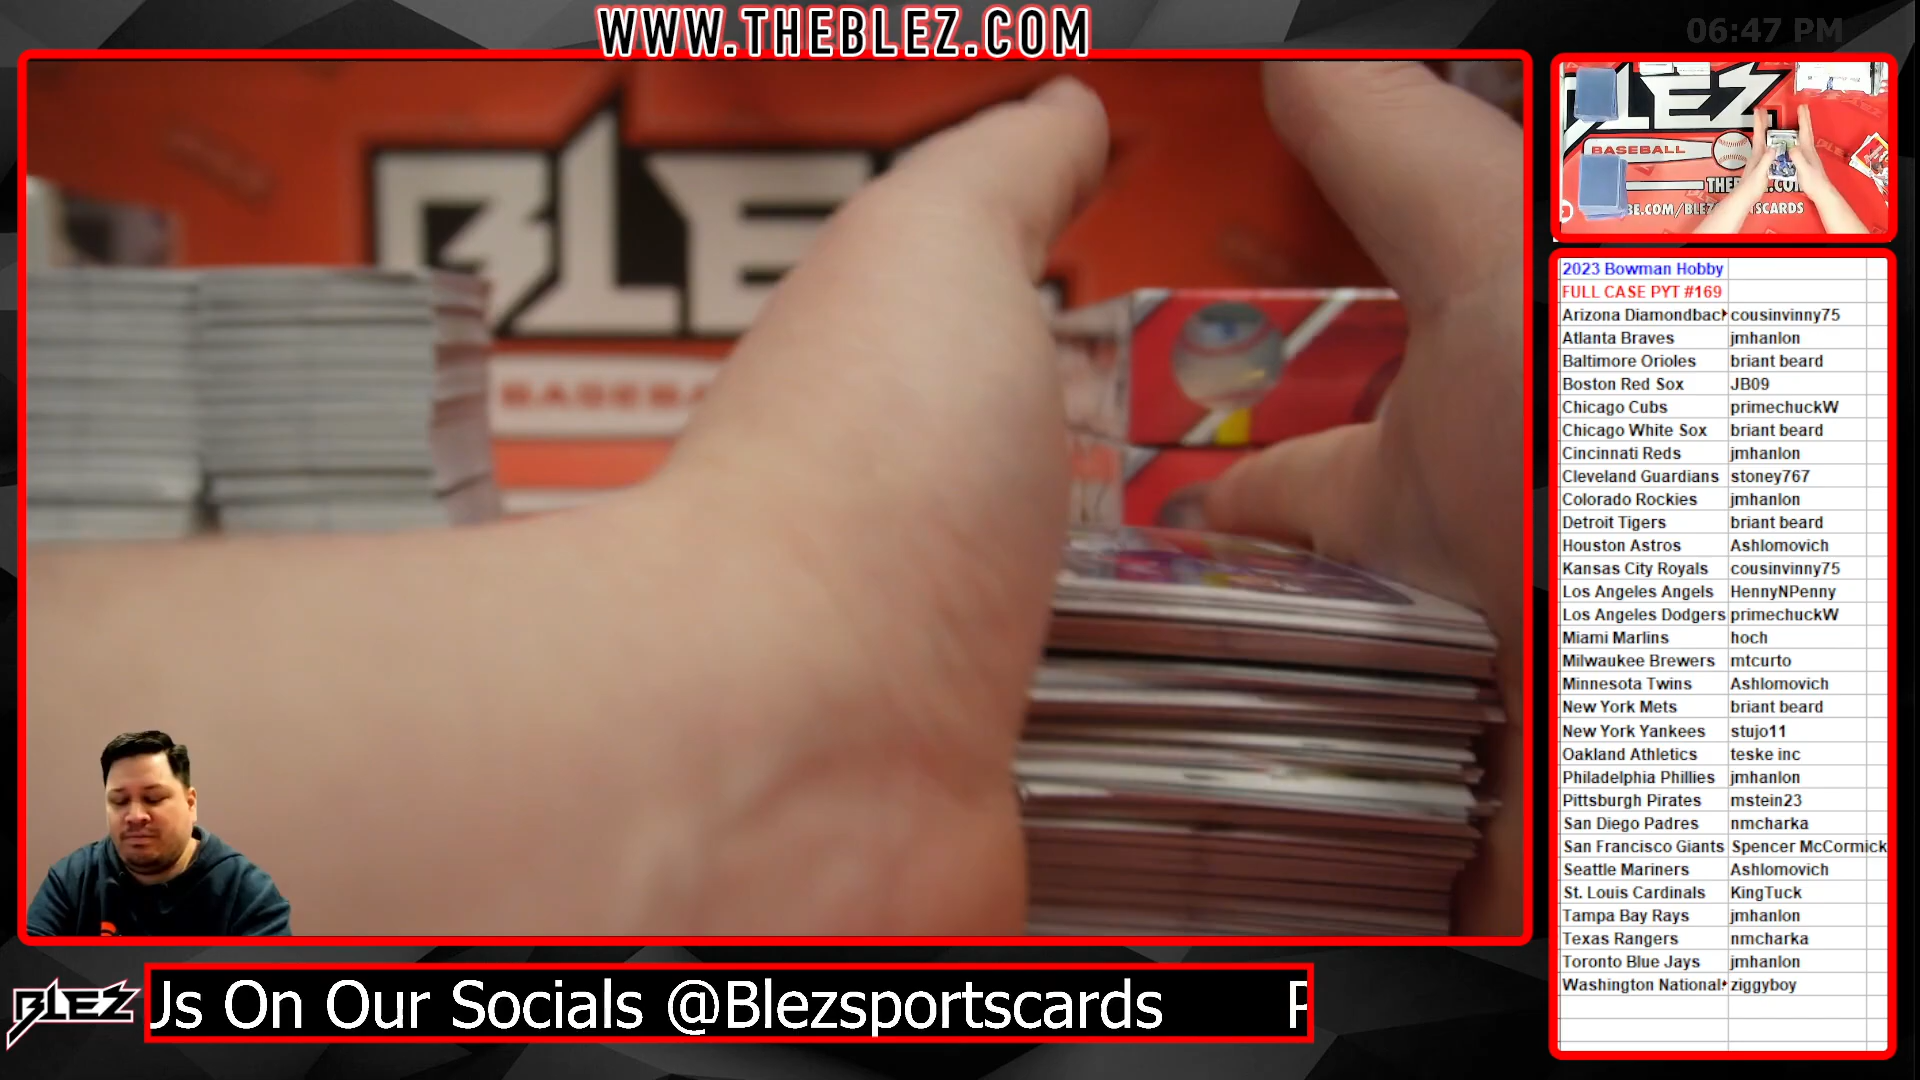 WWW.THEBLEZ.COM
06:47 PM
BLEZ
BASEBALL
SCARDS
2023 Bowman Hobby
FULL CASE PYT #169
Arizona Diamondbac cousinvinny75
Atlanta Braves jmhanlon
Baltimore Orioles briant beard
Boston Red Sox JB09
Chicago Cubs primechuckW
Chicago White Sox briant beard
Cincinnati Reds jmhanlon
Cleveland Guardians stoney767
Colorado Rockies jmhanlon
Detroit Tigers briant beard
Houston Astros Ashlomovich
Kansas City Royals cousinvinny75
Los Angeles Angels HennyNPenny
Los Angeles Dodgers primechuckW
Miami Marlins hoch
Milwaukee Brewers mtcurto
Minnesota Twins Ashlomovich
New York Mets briant beard
New York Yankees stujo11
Oakland Athletics teske inc
Philadelphia Phillies jmhanlon
Pittsburgh Pirates mstein23
San Diego Padres nmcharka
San Francisco Giants Spencer McCormick
Seattle Mariners Ashlomovich
St. Louis Cardinals KingTuck
Tampa Bay Rays jmhanlon
Texas Rangers nmcharka
Toronto Blue Jays jmhanlon
Washington National ziggyboy
BLEZ
Us On Our Socials @Blezsportscards